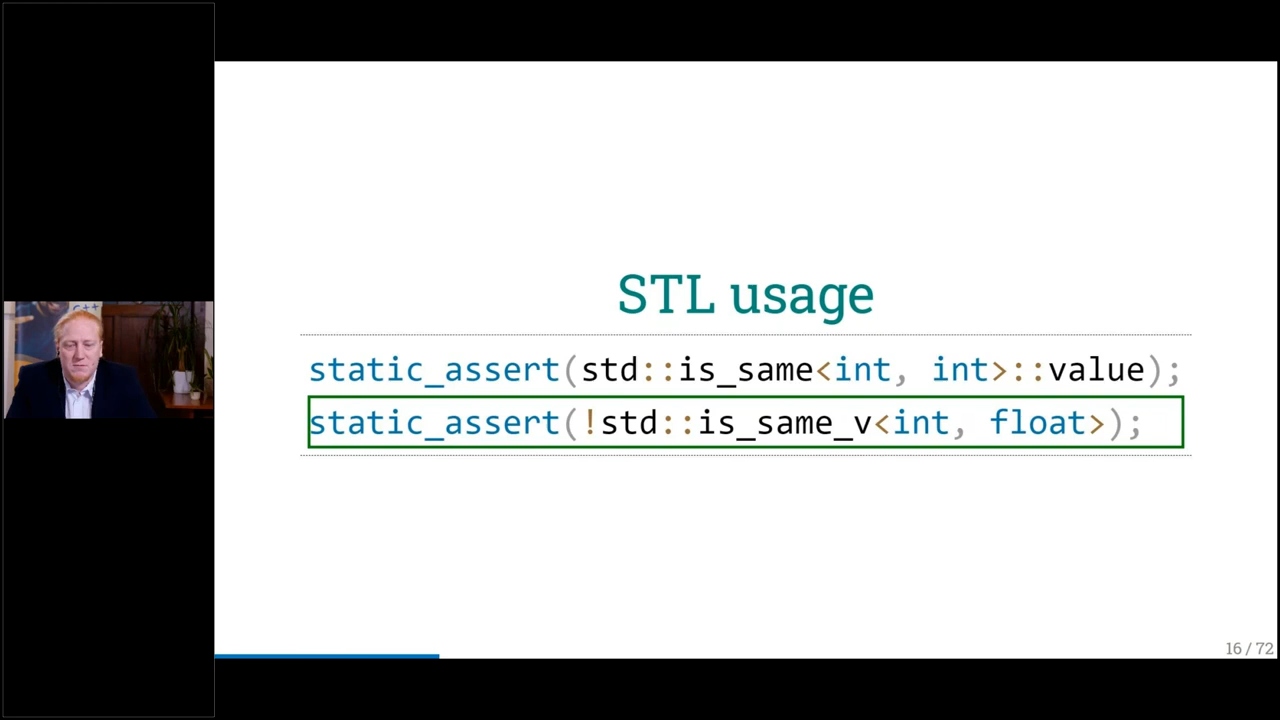 C++
STL usage
static_assert(std::is_same<int, int>::value);
static_assert(!std::is_same_v<int, float>);
16 / 72